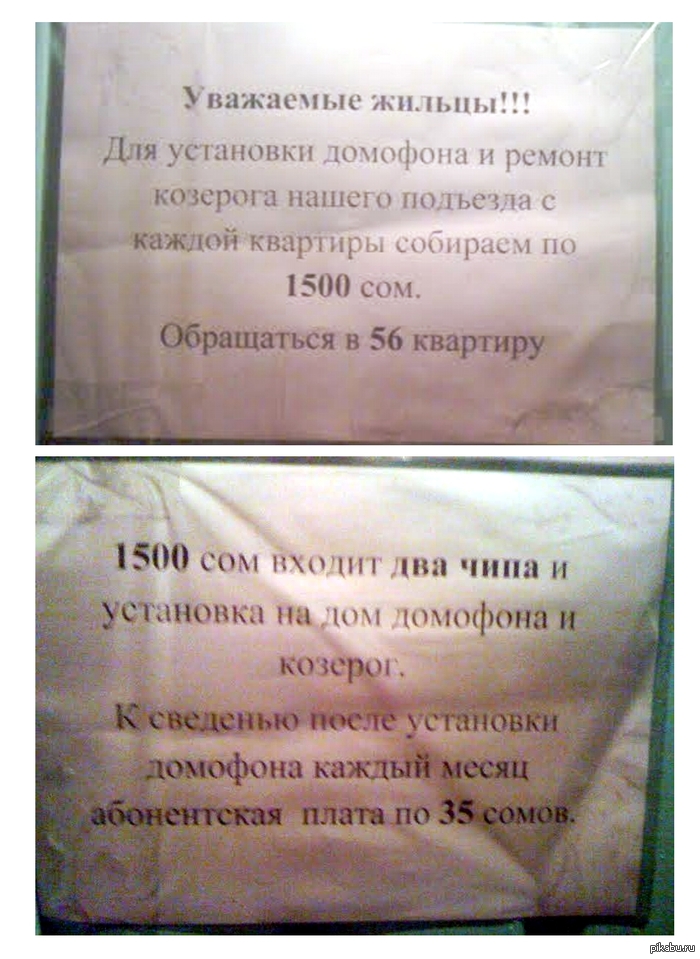 Уважаемые жильцы!!!
Для установки домофона и ремонт
козерога нашего подъезда с
каждой квартиры собираем по
1500 сом.
Обращаться в 56 квартиру
1500 сом входит два чипа и
установка на дом домофона и
козерог.
К сведенью после установки
домофона каждый месяц
абонентская плата по 35 сомов.
pikabu.ru